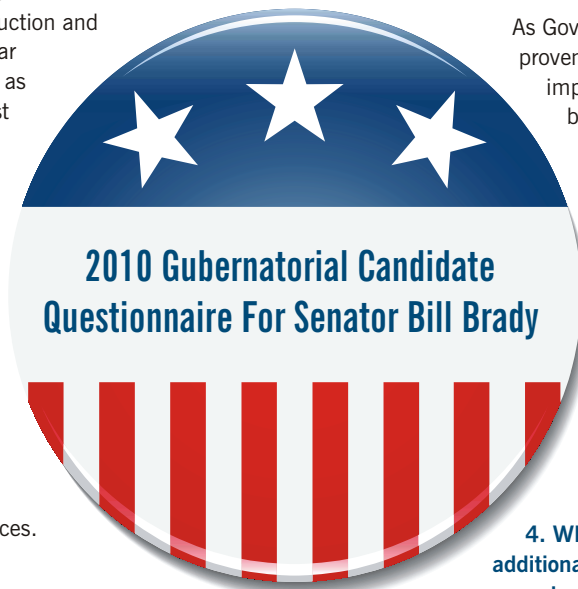 uction and
ar
as
st
ces.
2010 Gubernatorial Candidate
Questionnaire For Senator Bill Brady
As Gov
proven
imp
b
4. W
additiona